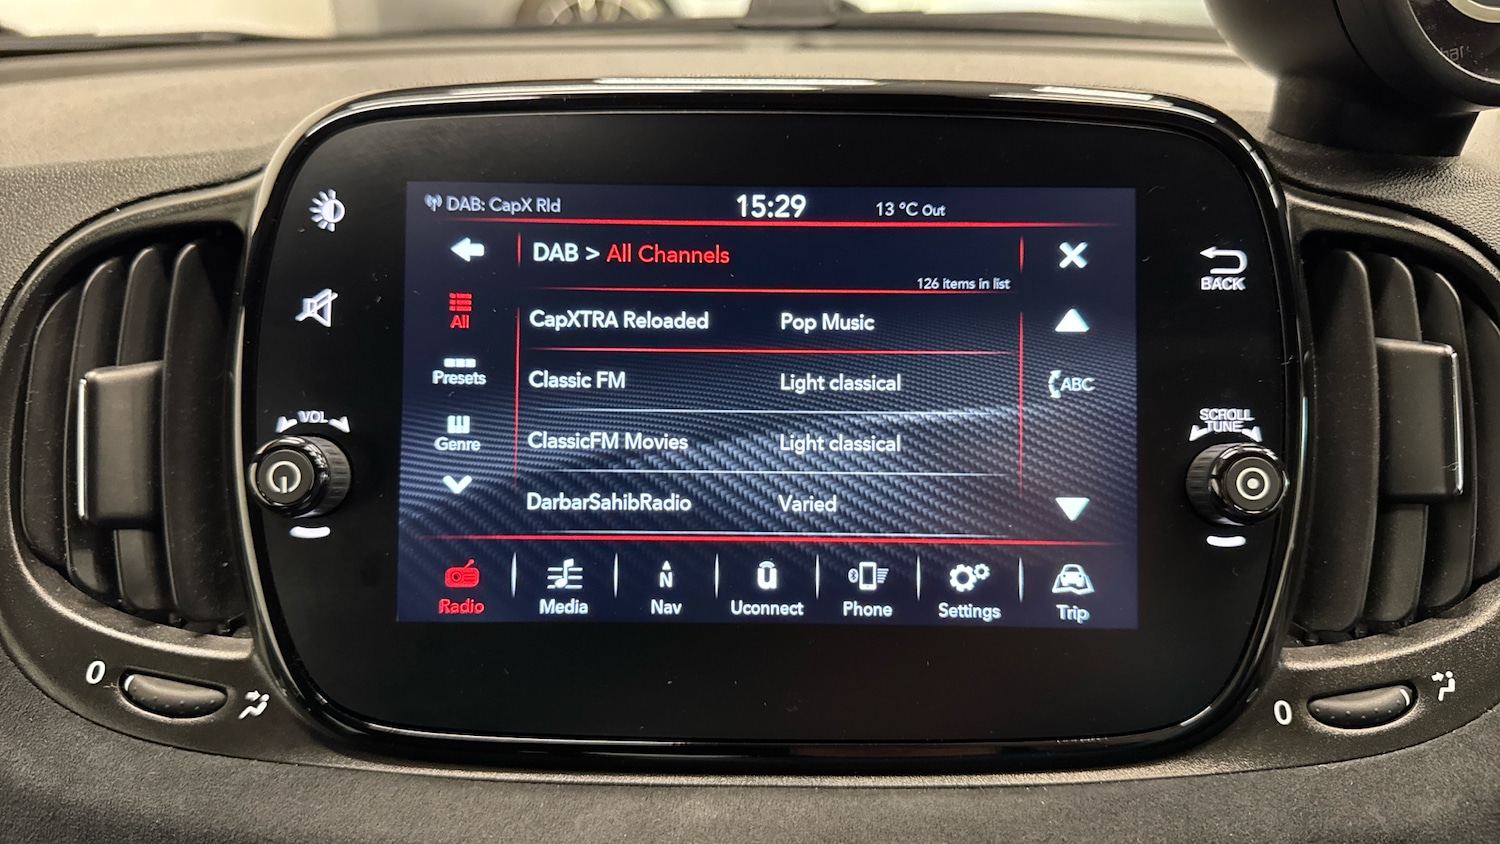 DAB: CapX Rld 15:29 13 °C Out
DAB > All Channels
126 items in list
BACK
All
CapXTRA Reloaded Pop Music
Presets
Classic FM Light classical
ABC
VOL
SCROLL
TUNE
Genre
ClassicFM Movies Light classical
DarbarSahibRadio Varied
N
Radio Media Nav Uconnect Phone Settings Trip
0
0